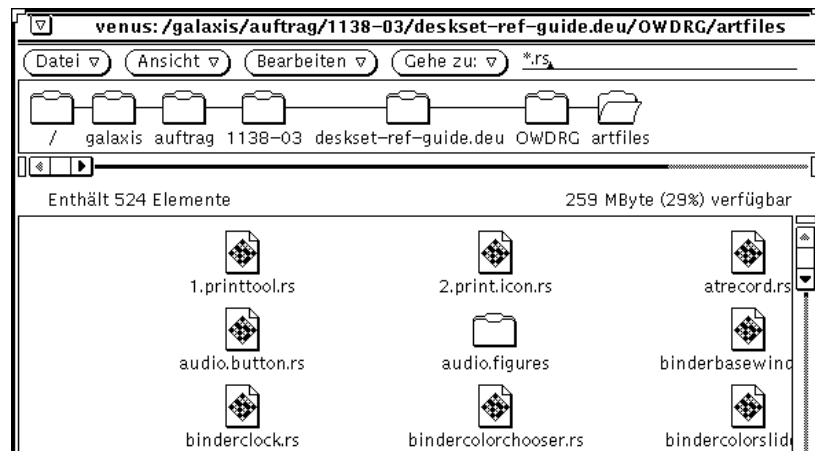 venus: /galaxis/auftrag/1138-03/deskset-ref-guide.deu/OWDRG/artfiles
Datei Ansicht Bearbeiten Gehe zu: *.rs
/ galaxis auftrag 1138-03 deskset-ref-guide.deu OWDRG artfiles
Enthält 524 Elemente 259 MByte (29%) verfügbar
1.printtool.rs 2.print.icon.rs atrecord.rs
audio.button.rs audio.figures binderbasewind
binderclock.rs bindercolorchooser.rs bindercolorslid